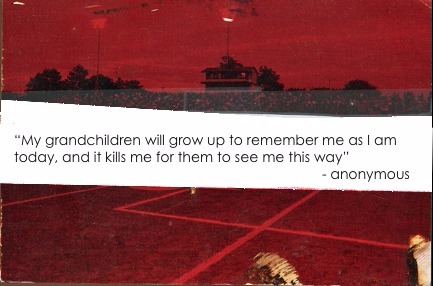 “My grandchildren will grow up to remember me as I am
today, and it kills me for them to see me this way”
- anonymous